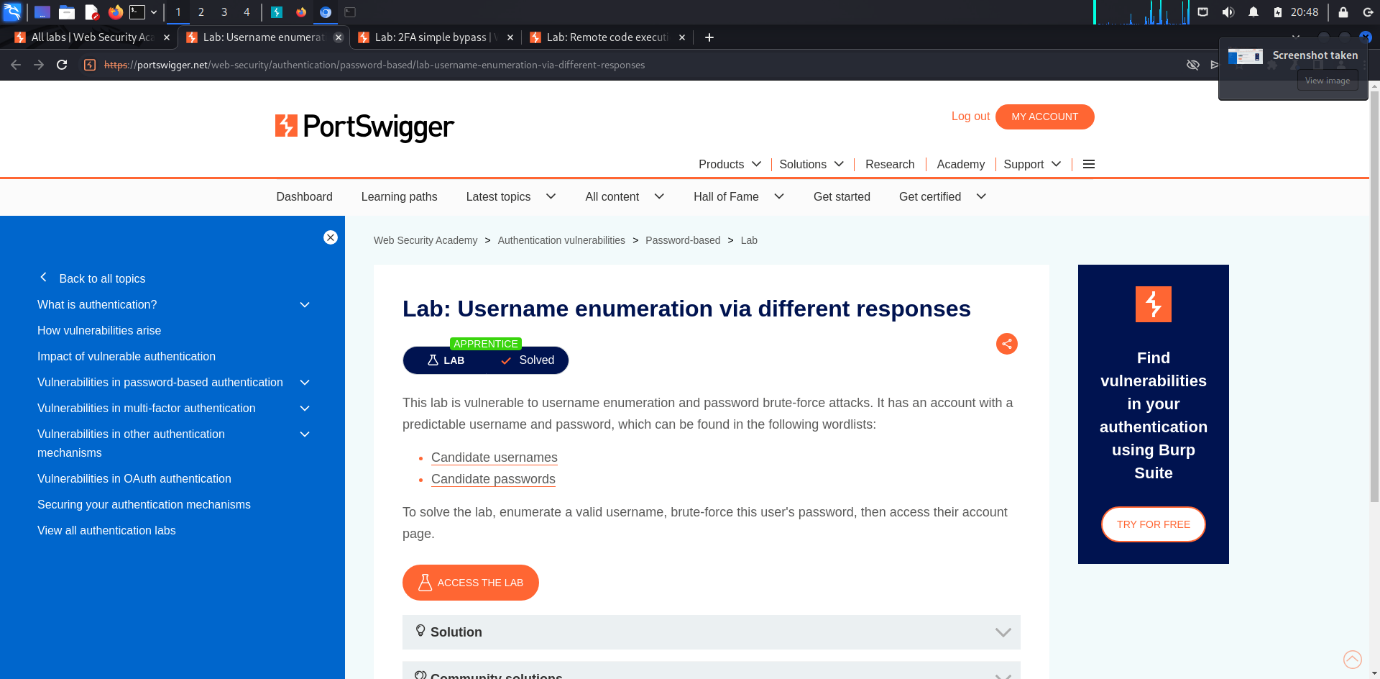 1 2 3 4
20:48
All labs | Web Security Aca
Lab: Username enumerati
Lab: 2FA simple bypass |
Lab: Remote code executi
https://portswigger.net/web-security/authentication/password-based/lab-username-enumeration-via-different-responses
Screenshot taken
View image
PortSwigger
Log out
MY ACCOUNT
Products
Solutions
Research
Academy
Support
Dashboard
Learning paths
Latest topics
All content
Hall of Fame
Get started
Get certified
Back to all topics
What is authentication?
How vulnerabilities arise
Impact of vulnerable authentication
Vulnerabilities in password-based authentication
Vulnerabilities in multi-factor authentication
Vulnerabilities in other authentication
mechanisms
Vulnerabilities in OAuth authentication
Securing your authentication mechanisms
View all authentication labs
Web Security Academy > Authentication vulnerabilities > Password-based > Lab
Lab: Username enumeration via different responses
APPRENTICE
LAB
Solved
This lab is vulnerable to username enumeration and password brute-force attacks. It has an account with a
predictable username and password, which can be found in the following wordlists:
• Candidate usernames
• Candidate passwords
To solve the lab, enumerate a valid username, brute-force this user's password, then access their account
page.
ACCESS THE LAB
Solution
Community solutions
Find
vulnerabilities
in your
authentication
using Burp
Suite
TRY FOR FREE